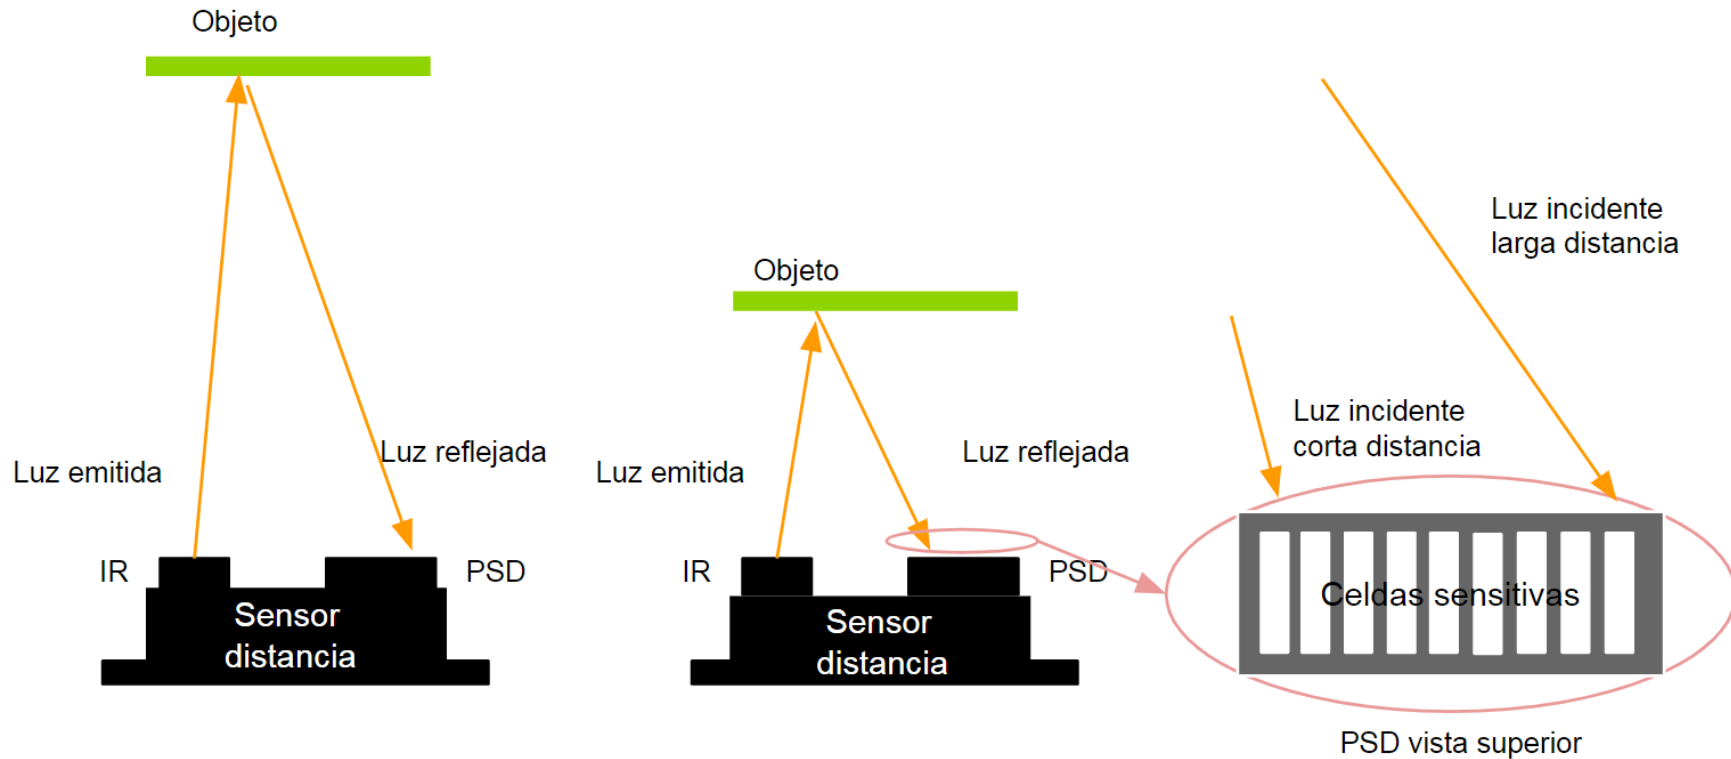 Objeto
Luz emitida
Luz reflejada
IR
PSD
Sensor
distancia
Objeto
Luz emitida
Luz reflejada
IR
PSD
Sensor
distancia
Luz incidente
larga distancia
Luz incidente
corta distancia
Celdas sensitivas
PSD vista superior